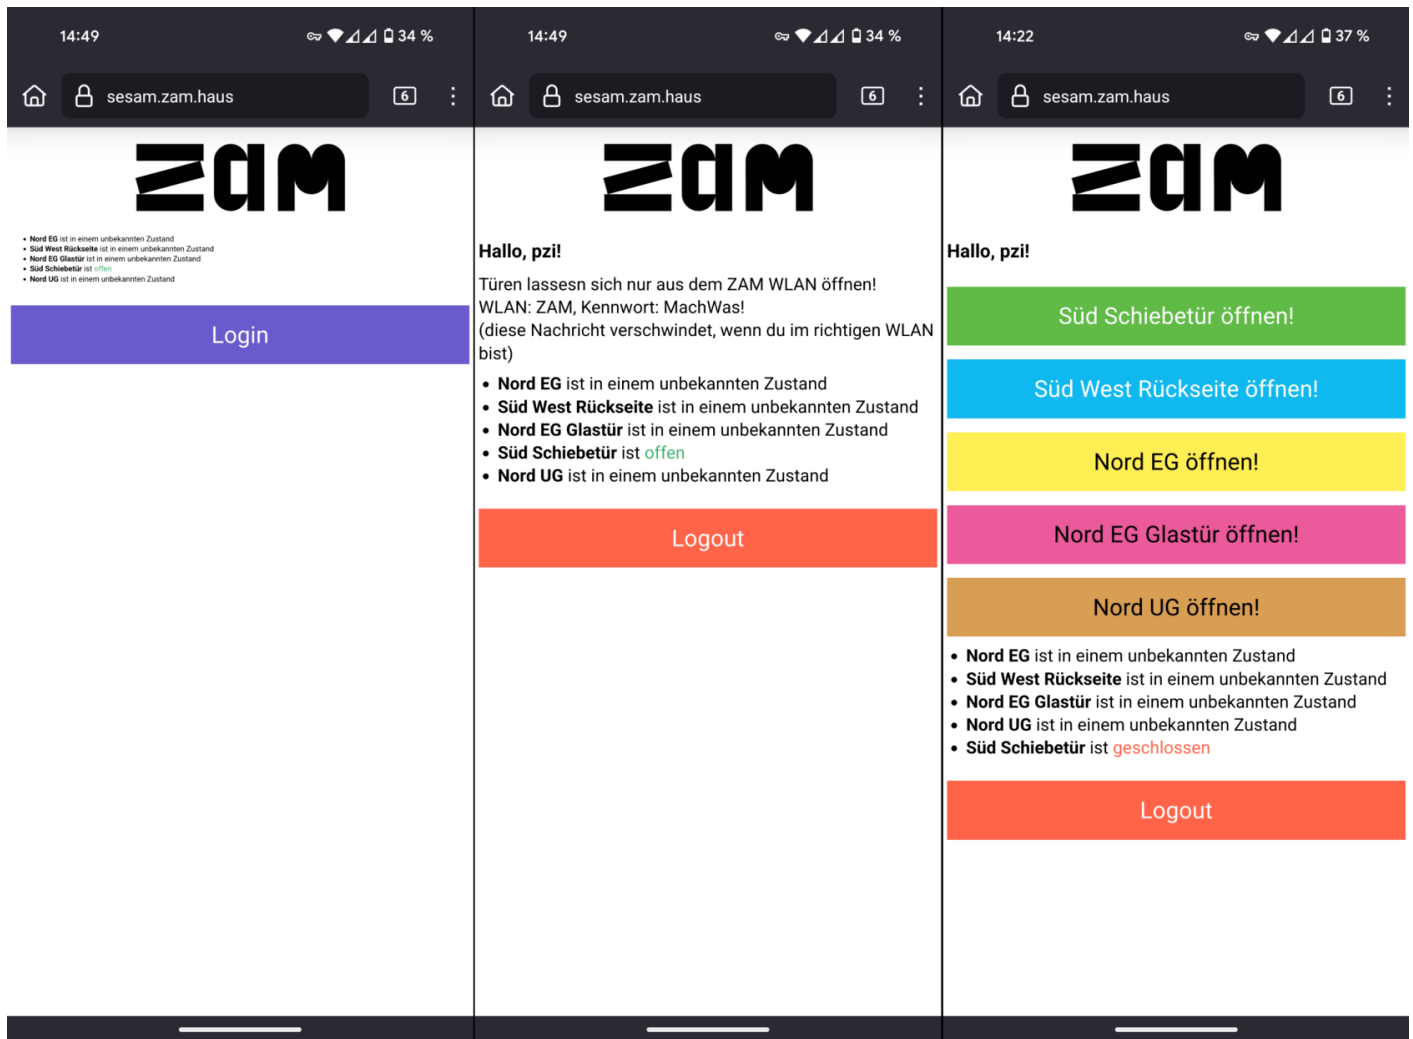 14:49
34 %
sesam.zam.haus
6
zam
Nord EG ist in einem unbekannten Zustand
Süd West Rückseite ist in einem unbekannten Zustand
Nord EG Glastür ist in einem unbekannten Zustand
Süd Schiebetür ist offen
Nord UG ist in einem unbekannten Zustand
Login
14:49
34 %
sesam.zam.haus
6
zam
Hallo, pzi!
Türen lassesn sich nur aus dem ZAM WLAN öffnen!
WLAN: ZAM, Kennwort: MachWas!
(diese Nachricht verschwindet, wenn du im richtigen WLAN
bist)
Nord EG ist in einem unbekannten Zustand
Süd West Rückseite ist in einem unbekannten Zustand
Nord EG Glastür ist in einem unbekannten Zustand
Süd Schiebetür ist offen
Nord UG ist in einem unbekannten Zustand
Logout
14:22
37 %
sesam.zam.haus
6
zam
Hallo, pzi!
Süd Schiebetür öffnen!
Süd West Rückseite öffnen!
Nord EG öffnen!
Nord EG Glastür öffnen!
Nord UG öffnen!
Nord EG ist in einem unbekannten Zustand
Süd West Rückseite ist in einem unbekannten Zustand
Nord EG Glastür ist in einem unbekannten Zustand
Nord UG ist in einem unbekannten Zustand
Süd Schiebetür ist geschlossen
Logout